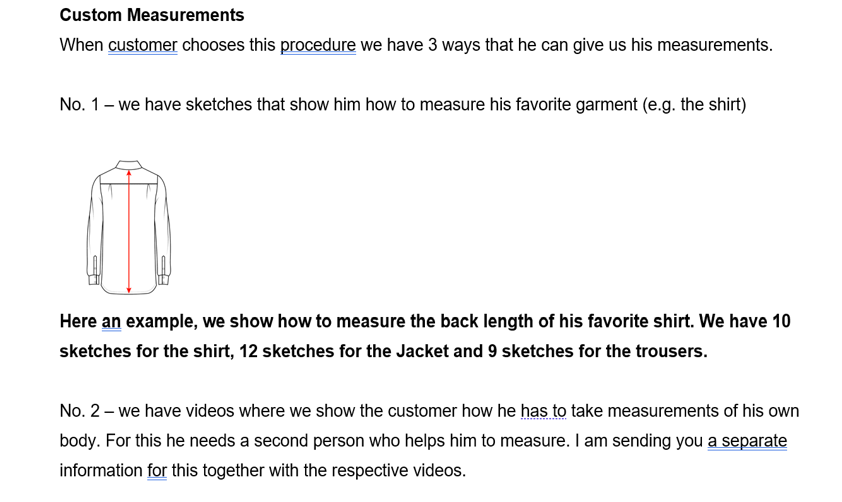 Custom Measurements
When customer chooses this procedure we have 3 ways that he can give us his measurements.
No. 1 – we have sketches that show him how to measure his favorite garment (e.g. the shirt)
Here an example, we show how to measure the back length of his favorite shirt. We have 10
sketches for the shirt, 12 sketches for the Jacket and 9 sketches for the trousers.
No. 2 – we have videos where we show the customer how he has to take measurements of his own
body. For this he needs a second person who helps him to measure. I am sending you a separate
information for this together with the respective videos.